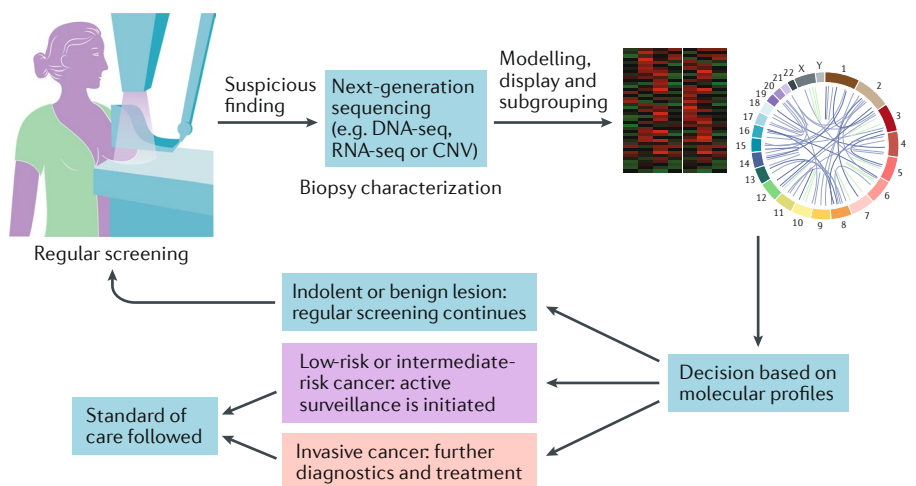 Suspicious
finding
Next-generation
sequencing
(e.g. DNA-seq,
RNA-seq or CNV)
Biopsy characterization
Modelling,
display and
subgrouping
1
2
3
4
5
6
7
8
9
10
11
12
13
14
15
16
17
18
19
20
21
22
X
Y
Regular screening
Indolent or benign lesion:
regular screening continues
Low-risk or intermediate-
risk cancer: active
surveillance is initiated
Invasive cancer: further
diagnostics and treatment
Decision based on
molecular profiles
Standard of
care followed